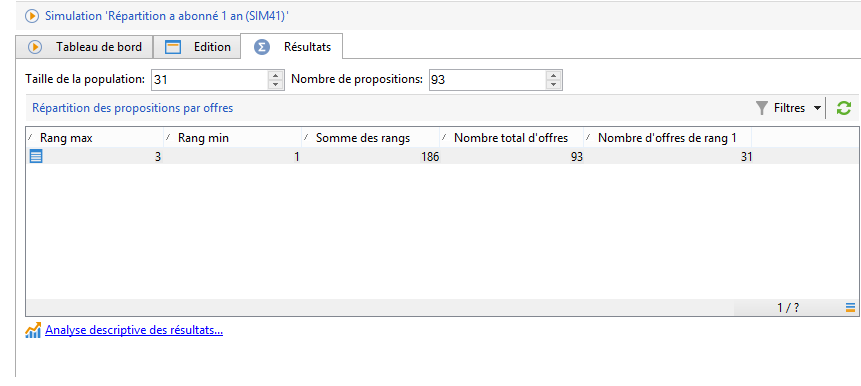 Simulation 'Répartition a abonné 1 an (SIM41)'
Tableau de bord Edition Résultats
Taille de la population: 31 Nombre de propositions: 93
Répartition des propositions par offres Filtres
Rang max Rang min Somme des rangs Nombre total d'offres Nombre d'offres de rang 1
3 1 186 93 31
1 / ?
Analyse descriptive des résultats...